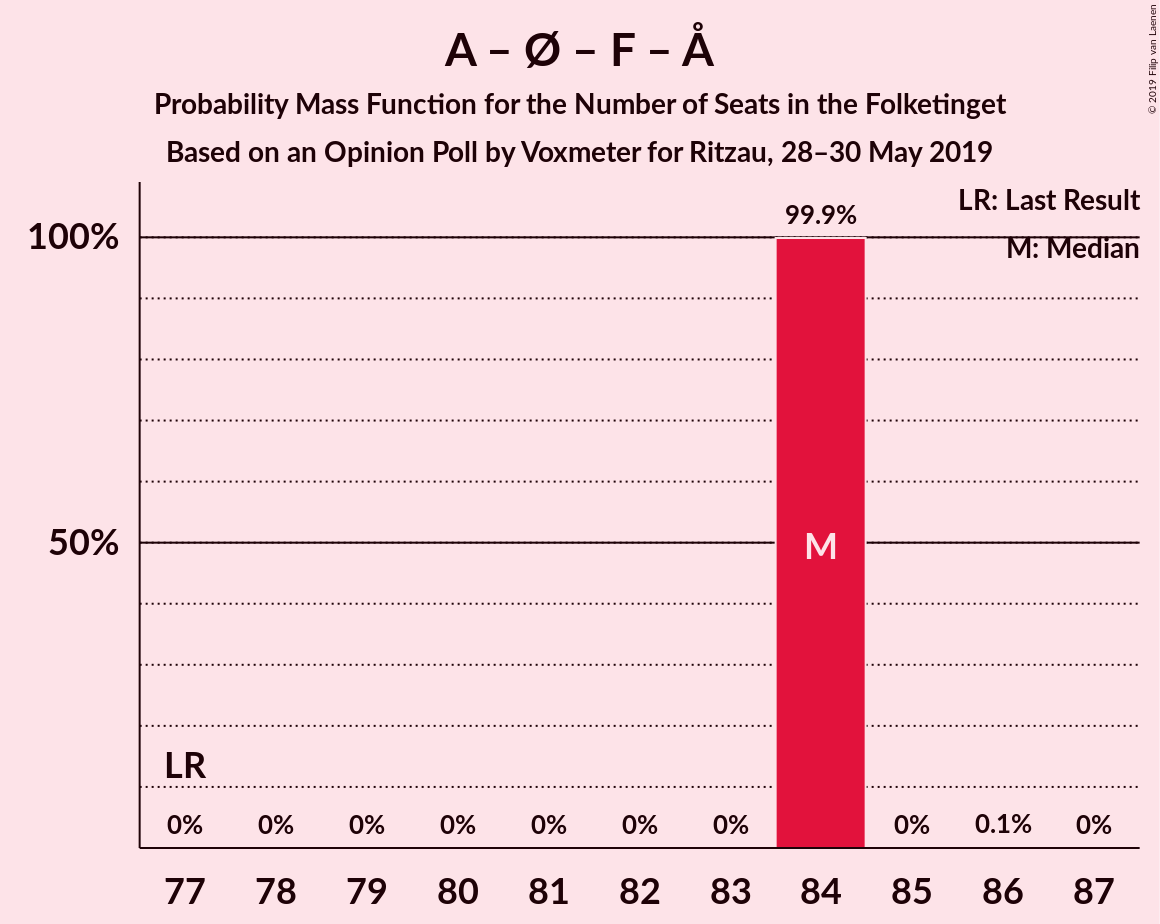 A – Ø – F – Å
Probability Mass Function for the Number of Seats in the Folketinget
Based on an Opinion Poll by Voxmeter for Ritzau, 28–30 May 2019
© 2019 Filip van Laenen
LR: Last Result
M: Median
99.9%
100%
50%
M
LR
0% 0% 0% 0% 0% 0% 0% 0% 0.1% 0%
77 78 79 80 81 82 83 84 85 86 87